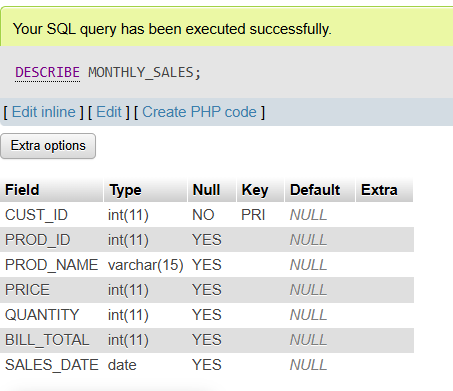 Your SQL query has been executed successfully.
DESCRIBE MONTHLY_SALES;
[ Edit inline ] [ Edit ] [ Create PHP code ]
Extra options
Field Type Null Key Default Extra
CUST_ID int(11) NO PRI NULL
PROD_ID int(11) YES NULL
PROD_NAME varchar(15) YES NULL
PRICE int(11) YES NULL
QUANTITY int(11) YES NULL
BILL_TOTAL int(11) YES NULL
SALES_DATE date YES NULL